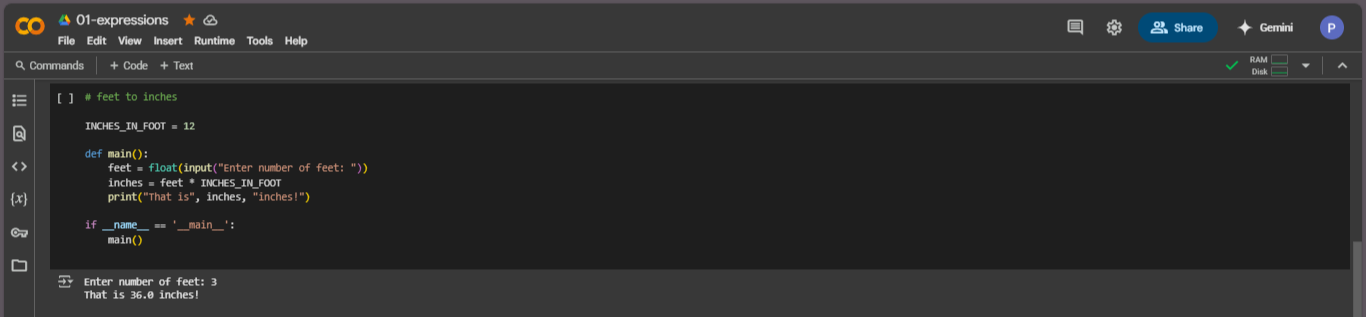 01-expressions
File Edit View Insert Runtime Tools Help
Share
Gemini
P
Commands + Code + Text
RAM
Disk
[ ] # feet to inches
INCHES_IN_FOOT = 12
def main():
    feet = float(input("Enter number of feet: "))
    inches = feet * INCHES_IN_FOOT
    print("That is", inches, "inches!")
if __name__ == '__main__':
    main()
{x}
Enter number of feet: 3
That is 36.0 inches!